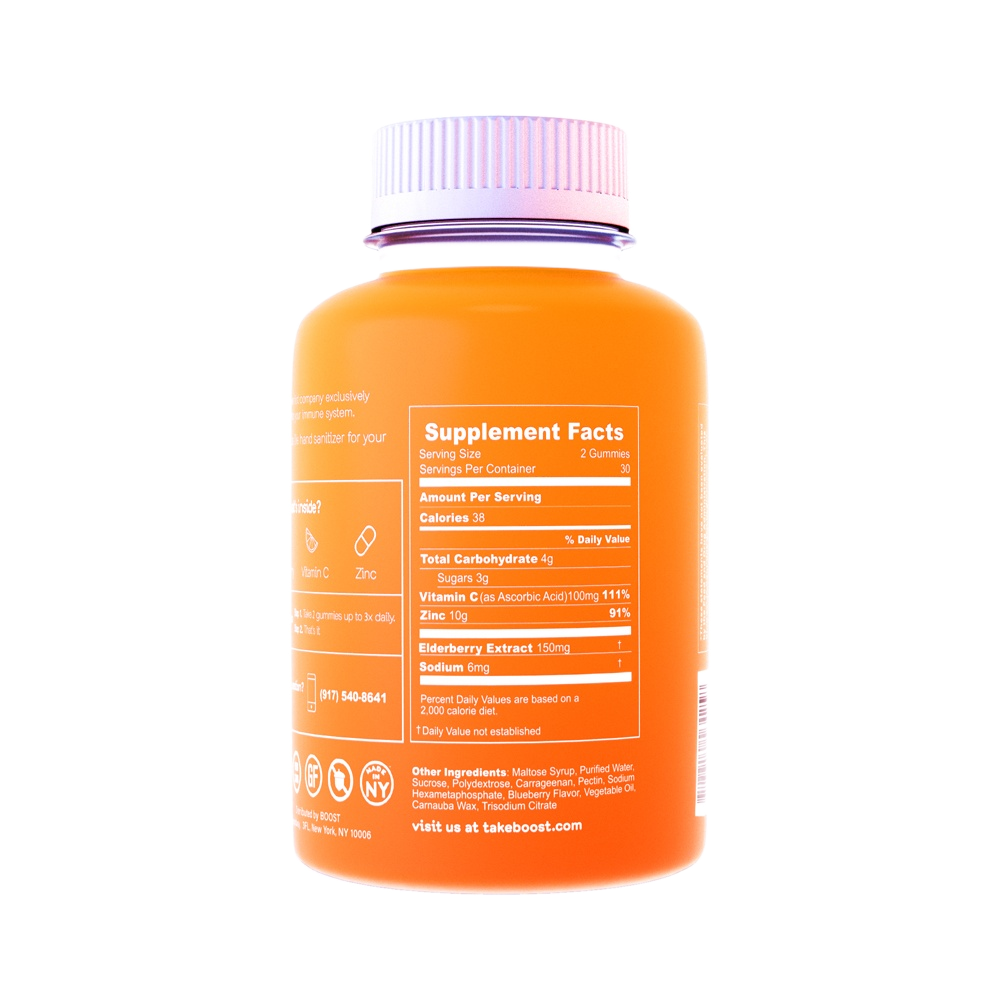 company exclusively
immune system.
hand sanitizer for your
inside?
Vitamin C
Zinc
gummies up to 3x daily.
That's it
(917) 540-8641
GF
MADE
IN
NY
Distributed by BOOST
New York, NY 10006
Supplement Facts
Serving Size 2 Gummies
Servings Per Container 30
Amount Per Serving
Calories 38
% Daily Value
Total Carbohydrate 4g
Sugars 3g
Vitamin C (as Ascorbic Acid)100mg 111%
Zinc 10g 91%
Elderberry Extract 150mg †
Sodium 6mg †
Percent Daily Values are based on a
2,000 calorie diet.
† Daily Value not established
Other Ingredients: Maltose Syrup, Purified Water,
Sucrose, Polydextrose, Carrageenan, Pectin, Sodium
Hexametaphosphate, Blueberry Flavor, Vegetable Oil,
Carnauba Wax, Trisodium Citrate
visit us at takeboost.com